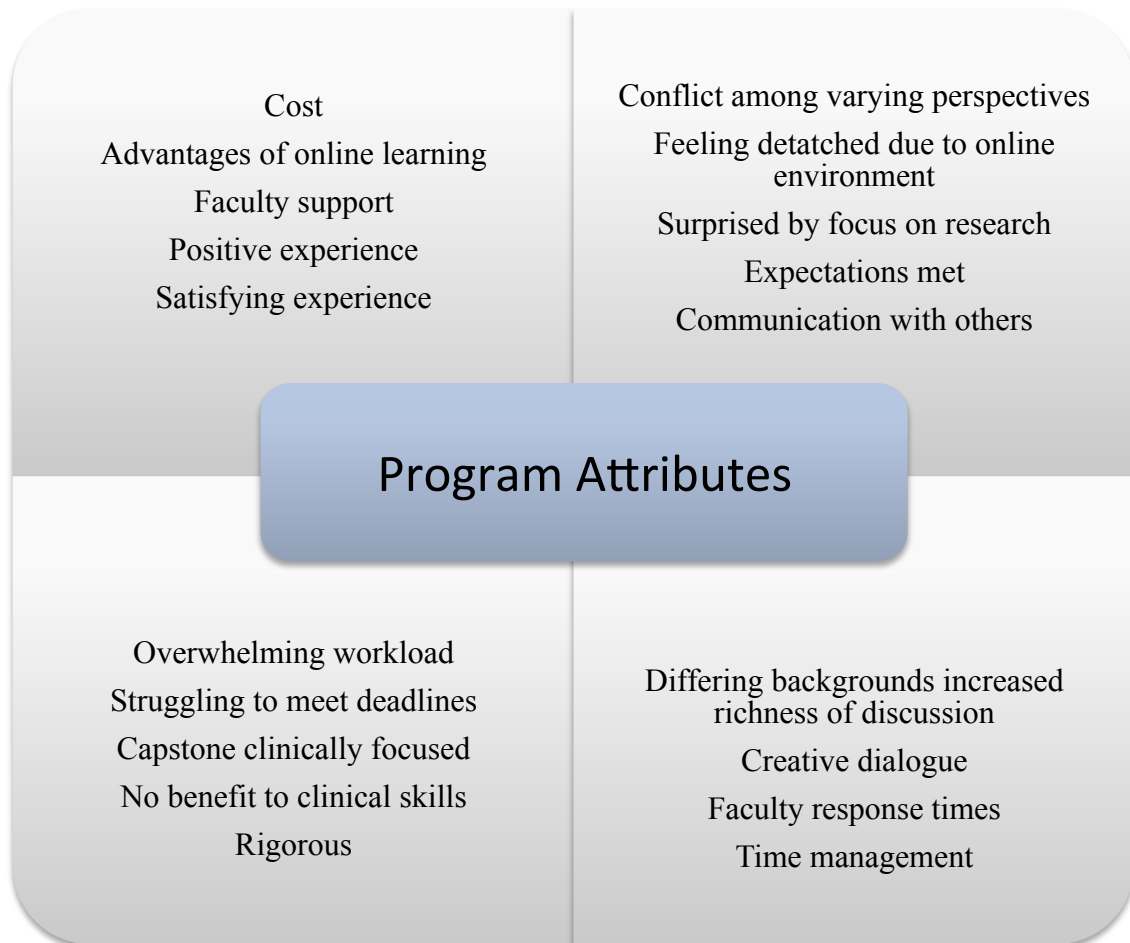 Cost
Advantages of online learning
Faculty support
Positive experience
Satisfying experience
Conflict among varying perspectives
Feeling detatched due to online
environment
Surprised by focus on research
Expectations met
Communication with others
Program Attributes
Overwhelming workload
Struggling to meet deadlines
Capstone clinically focused
No benefit to clinical skills
Rigorous
Differing backgrounds increased
richness of discussion
Creative dialogue
Faculty response times
Time management